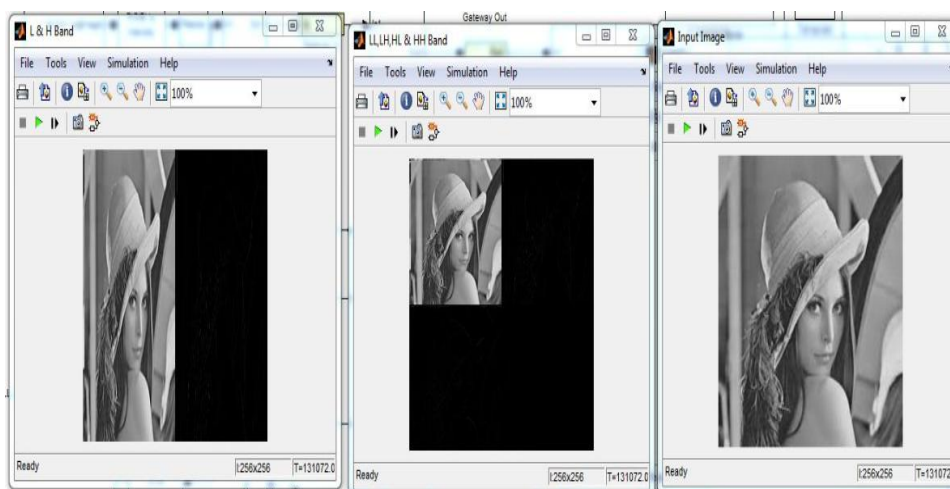 Gateway Out
L & H Band
File Tools View Simulation Help
100%
Ready
I:256x256 T=131072.0
LL,LH,HL & HH Band
File Tools View Simulation Help
100%
Ready
I:256x256 T=131072.0
Input Image
File Tools View Simulation Help
100%
Ready
I:256x256 T=131072.0